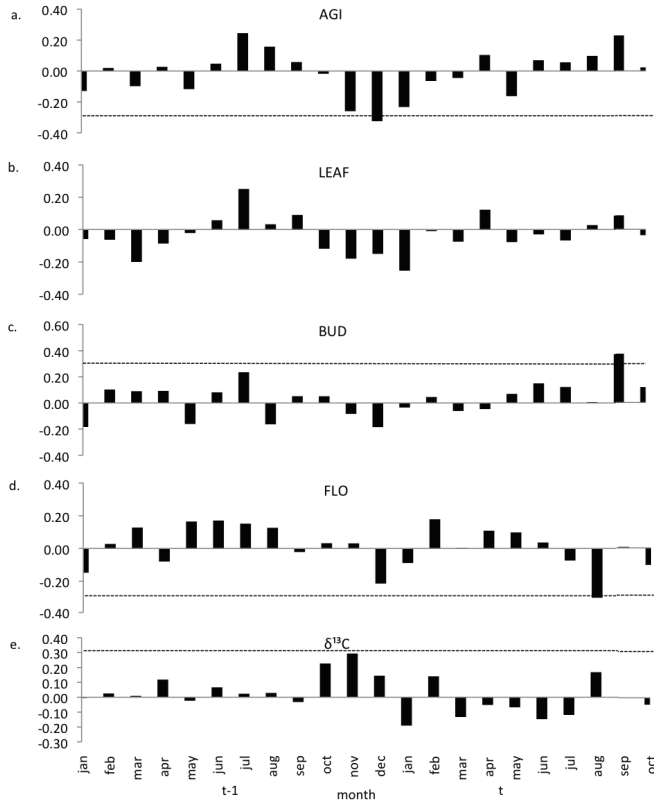 a.
AGI
0.40
0.20
0.00
-0.20
-0.40
b.
LEAF
0.40
0.20
0.00
-0.20
-0.40
c.
BUD
0.60
0.40
0.20
0.00
-0.20
-0.40
d.
FLO
0.40
0.20
0.00
-0.20
-0.40
e.
δ¹³C
0.40
0.30
0.20
0.10
0.00
-0.10
-0.20
-0.30
jan feb mar apr may jun jul aug sep oct nov dec jan feb mar apr may jun jul aug sep oct
t-1 month t